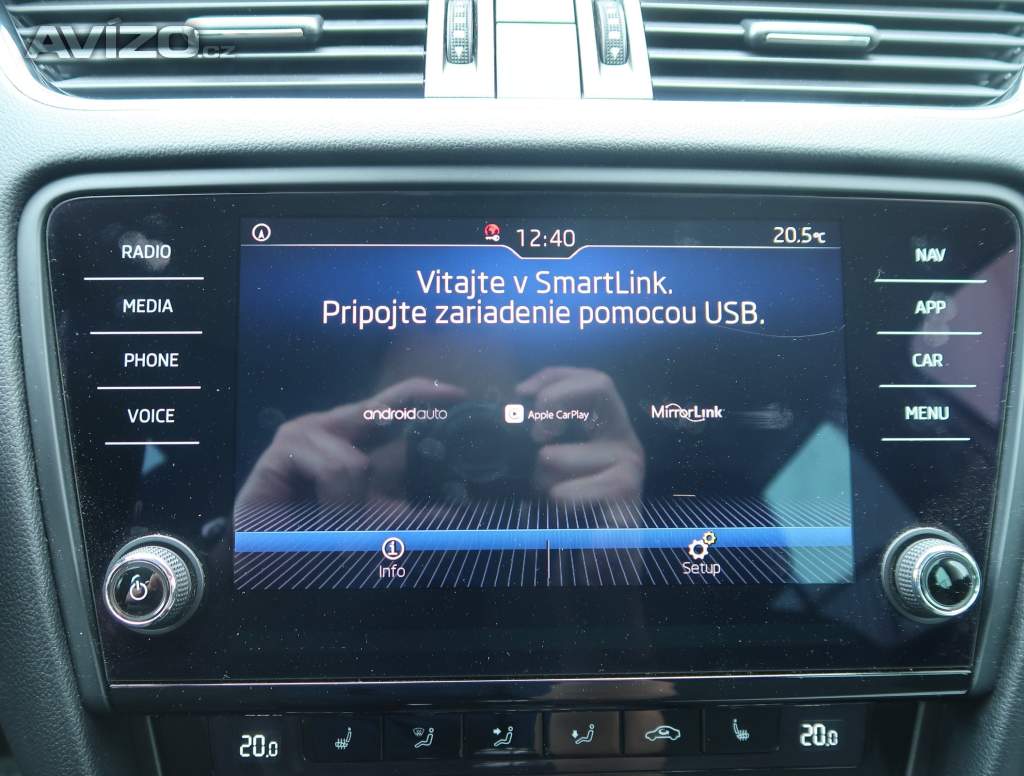 AVÍZO.cz
12:40
20.5°C
Vitajte v SmartLink.
Pripojte zariadenie pomocou USB.
androidauto
Apple CarPlay
MirrorLink
Info
Setup
RADIO
MEDIA
PHONE
VOICE
NAV
APP
CAR
MENU
20.0
20.0